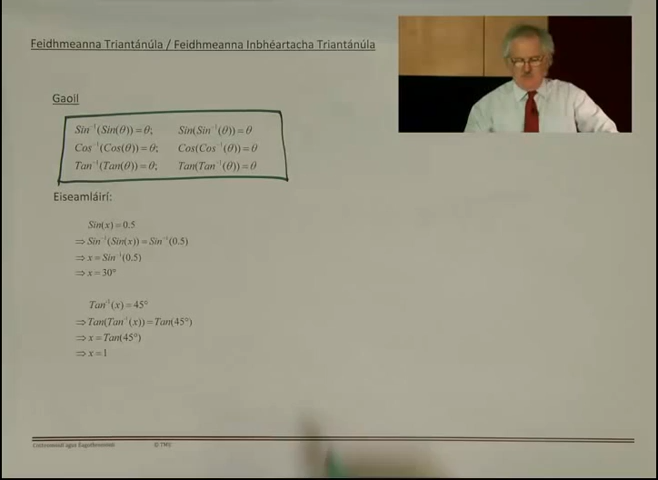 Feidhmeanna Triantánúla / Feidhmeanna Inbhéartacha Triantánúla
Gaoil
Sin⁻¹(Sin(θ)) = θ; Sin(Sin⁻¹(θ)) = θ
Cos⁻¹(Cos(θ)) = θ; Cos(Cos⁻¹(θ)) = θ
Tan⁻¹(Tan(θ)) = θ; Tan(Tan⁻¹(θ)) = θ
Eiseamláirí:
Sin(x) = 0.5
⇒ Sin⁻¹(Sin(x)) = Sin⁻¹(0.5)
⇒ x = Sin⁻¹(0.5)
⇒ x = 30°
Tan⁻¹(x) = 45°
⇒ Tan(Tan⁻¹(x)) = Tan(45°)
⇒ x = Tan(45°)
⇒ x = 1